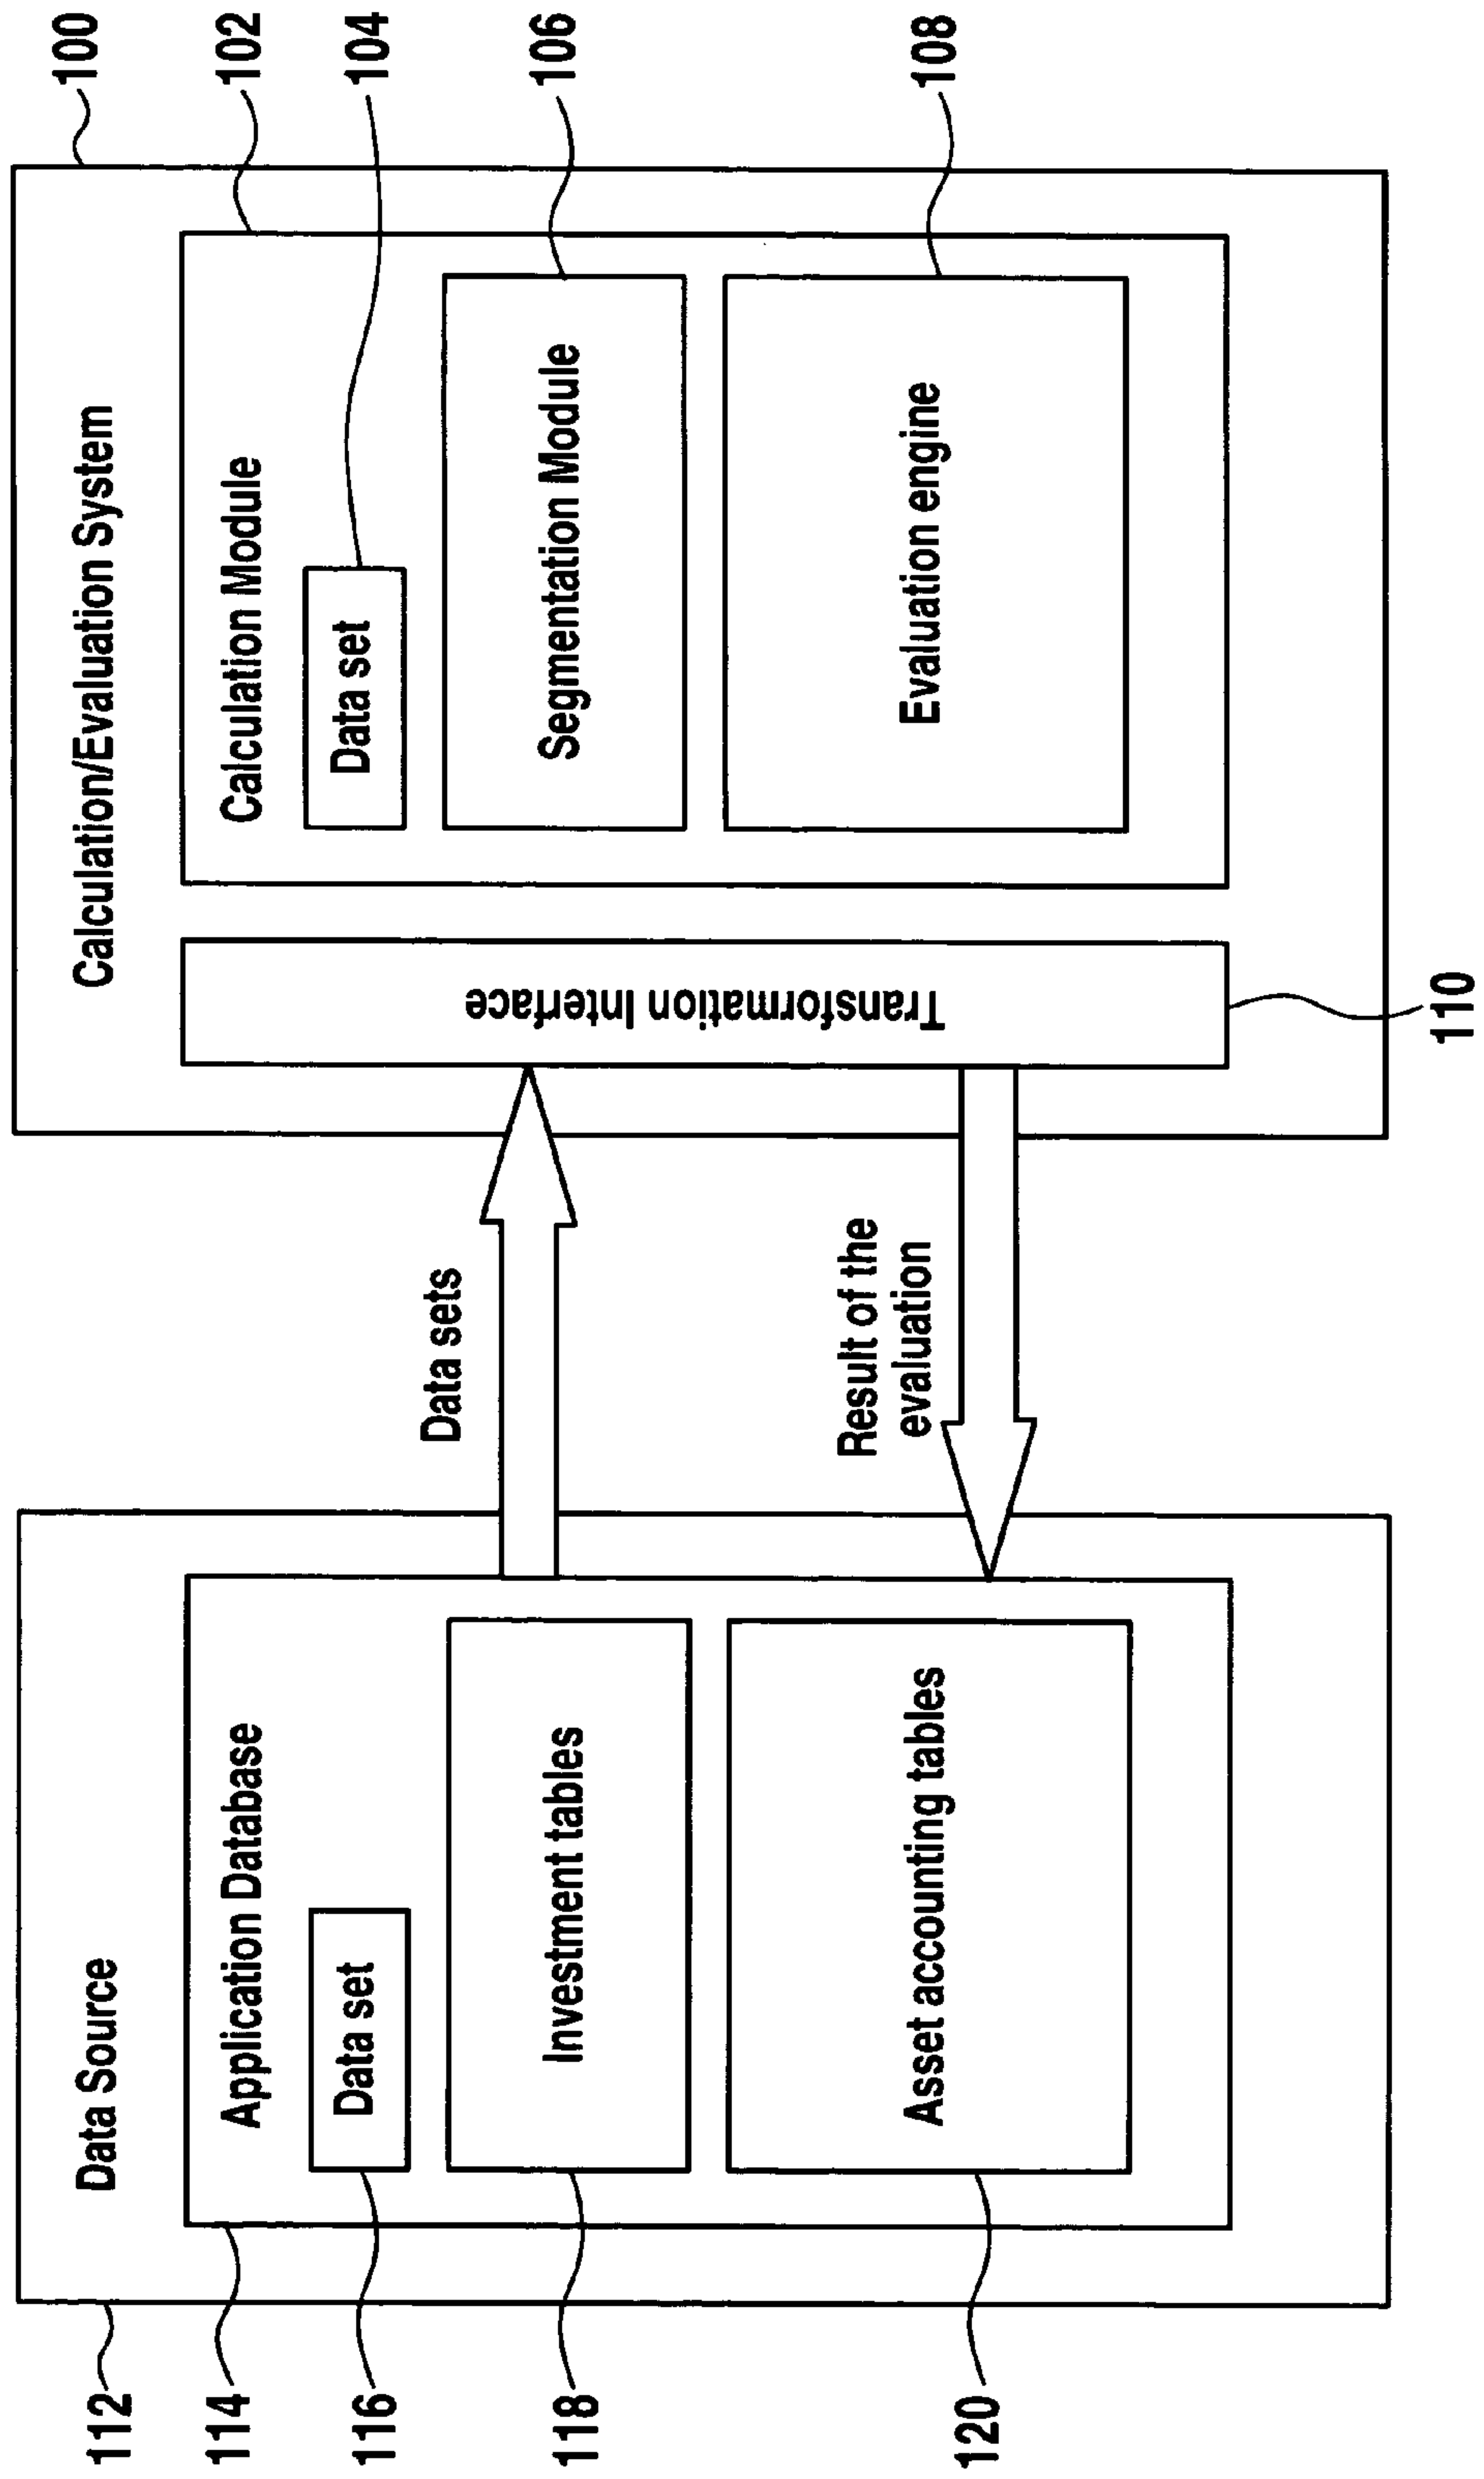 Data Source
Application Database
Data set
Investment tables
Asset accounting tables
112
114
116
118
120
Data sets
Result of the
evaluation
Calculation/Evaluation System
Transformation Interface
Calculation Module
Data set
Segmentation Module
Evaluation engine
100
102
104
106
108
110